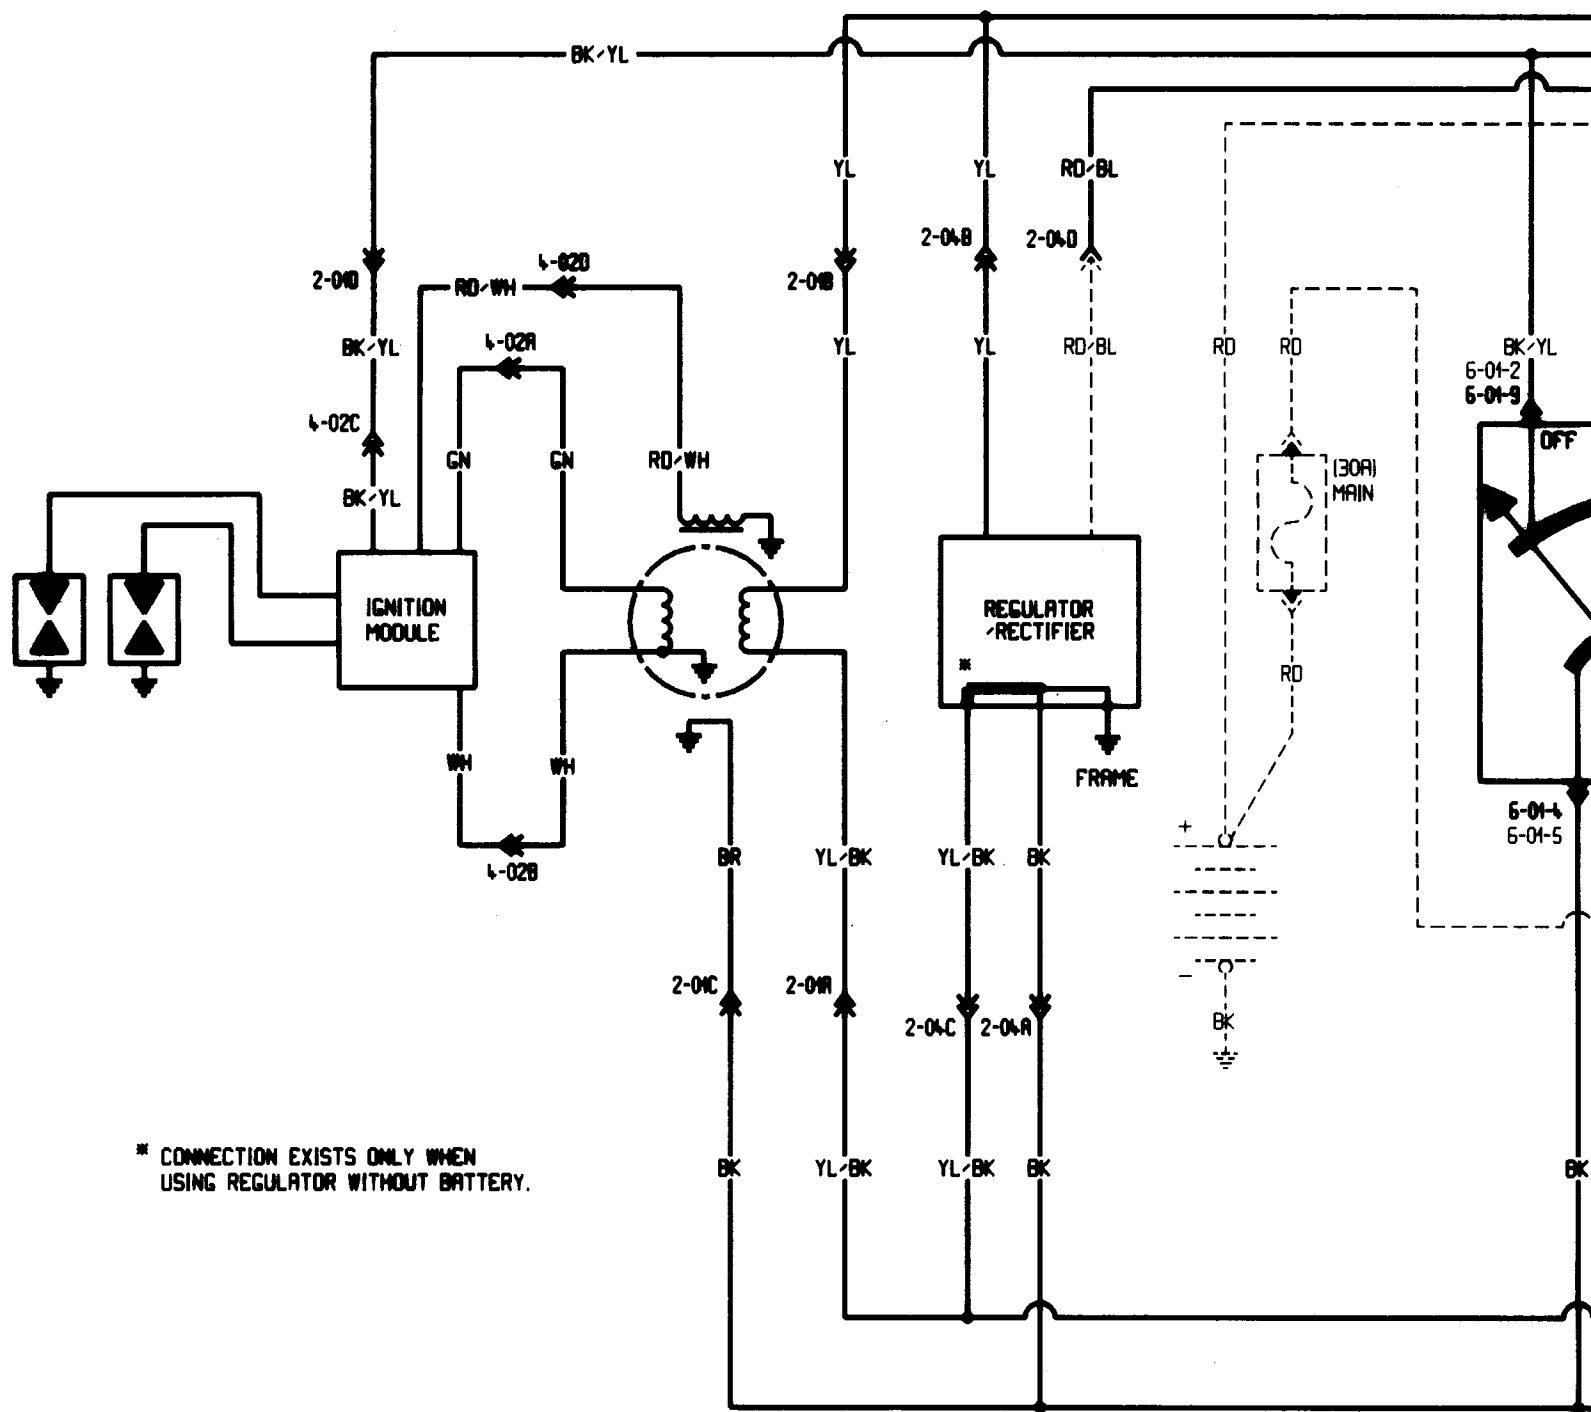 BK/YL
YL
YL
RD/BL
2-04B
2-04D
4-02D
2-01D
RD/WH
2-01B
4-02A
BK/YL
YL
YL
RD/BL
RD
RD
BK/YL
6-01-2
6-01-9
4-02C
OFF
GN
GN
RD/WH
(30A)
MAIN
BK/YL
IGNITION
MODULE
REGULATOR
/RECTIFIER
*
RD
WH
WH
FRAME
6-01-4
6-01-5
+
BR
YL/BK
YL/BK
BK
4-02B
-
2-01C
2-01A
2-04C
2-04A
BK
* CONNECTION EXISTS ONLY WHEN
USING REGULATOR WITHOUT BATTERY.
BK
YL/BK
YL/BK
BK
BK